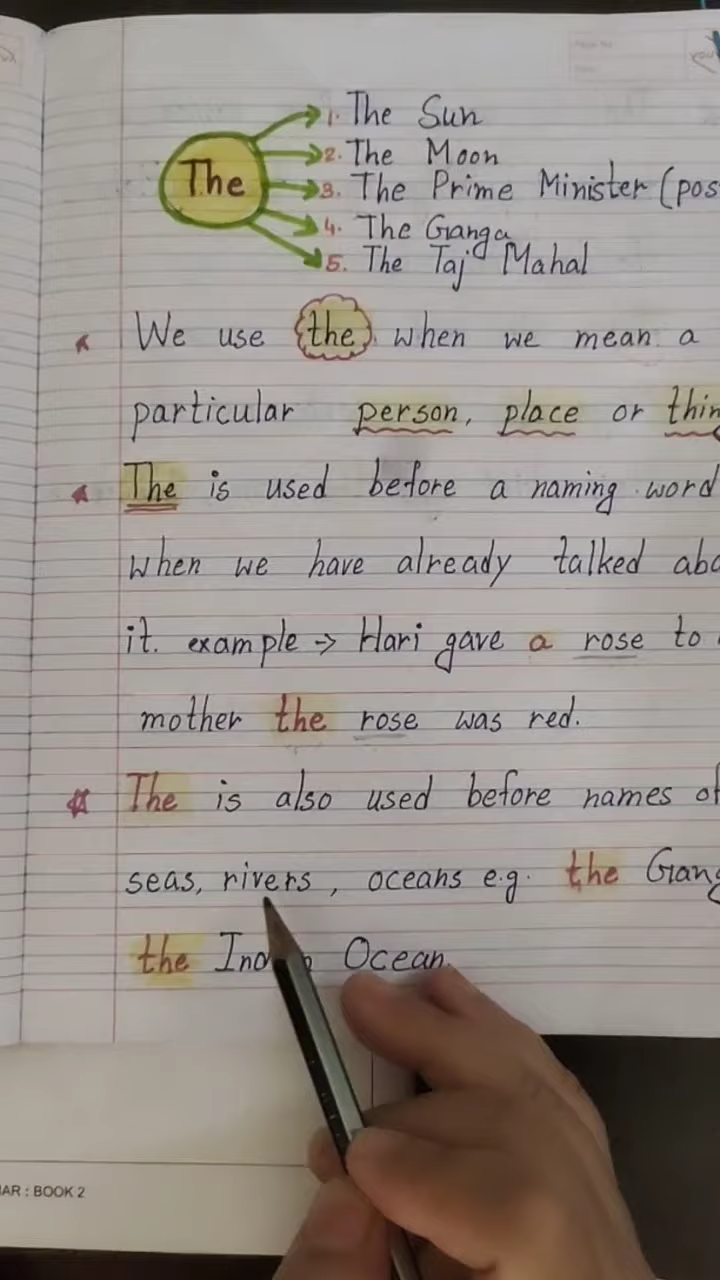 The
1. The Sun
2. The Moon
3. The Prime Minister (pos
4. The Ganga
5. The Taj Mahal
We use the when we mean a
particular person, place or thin
The is used before a naming word
when we have already talked abo
it. example → Hari gave a rose to
mother the rose was red.
The is also used before names of
seas, rivers, oceans e.g. the Gang
the Ocean.
AR : BOOK 2